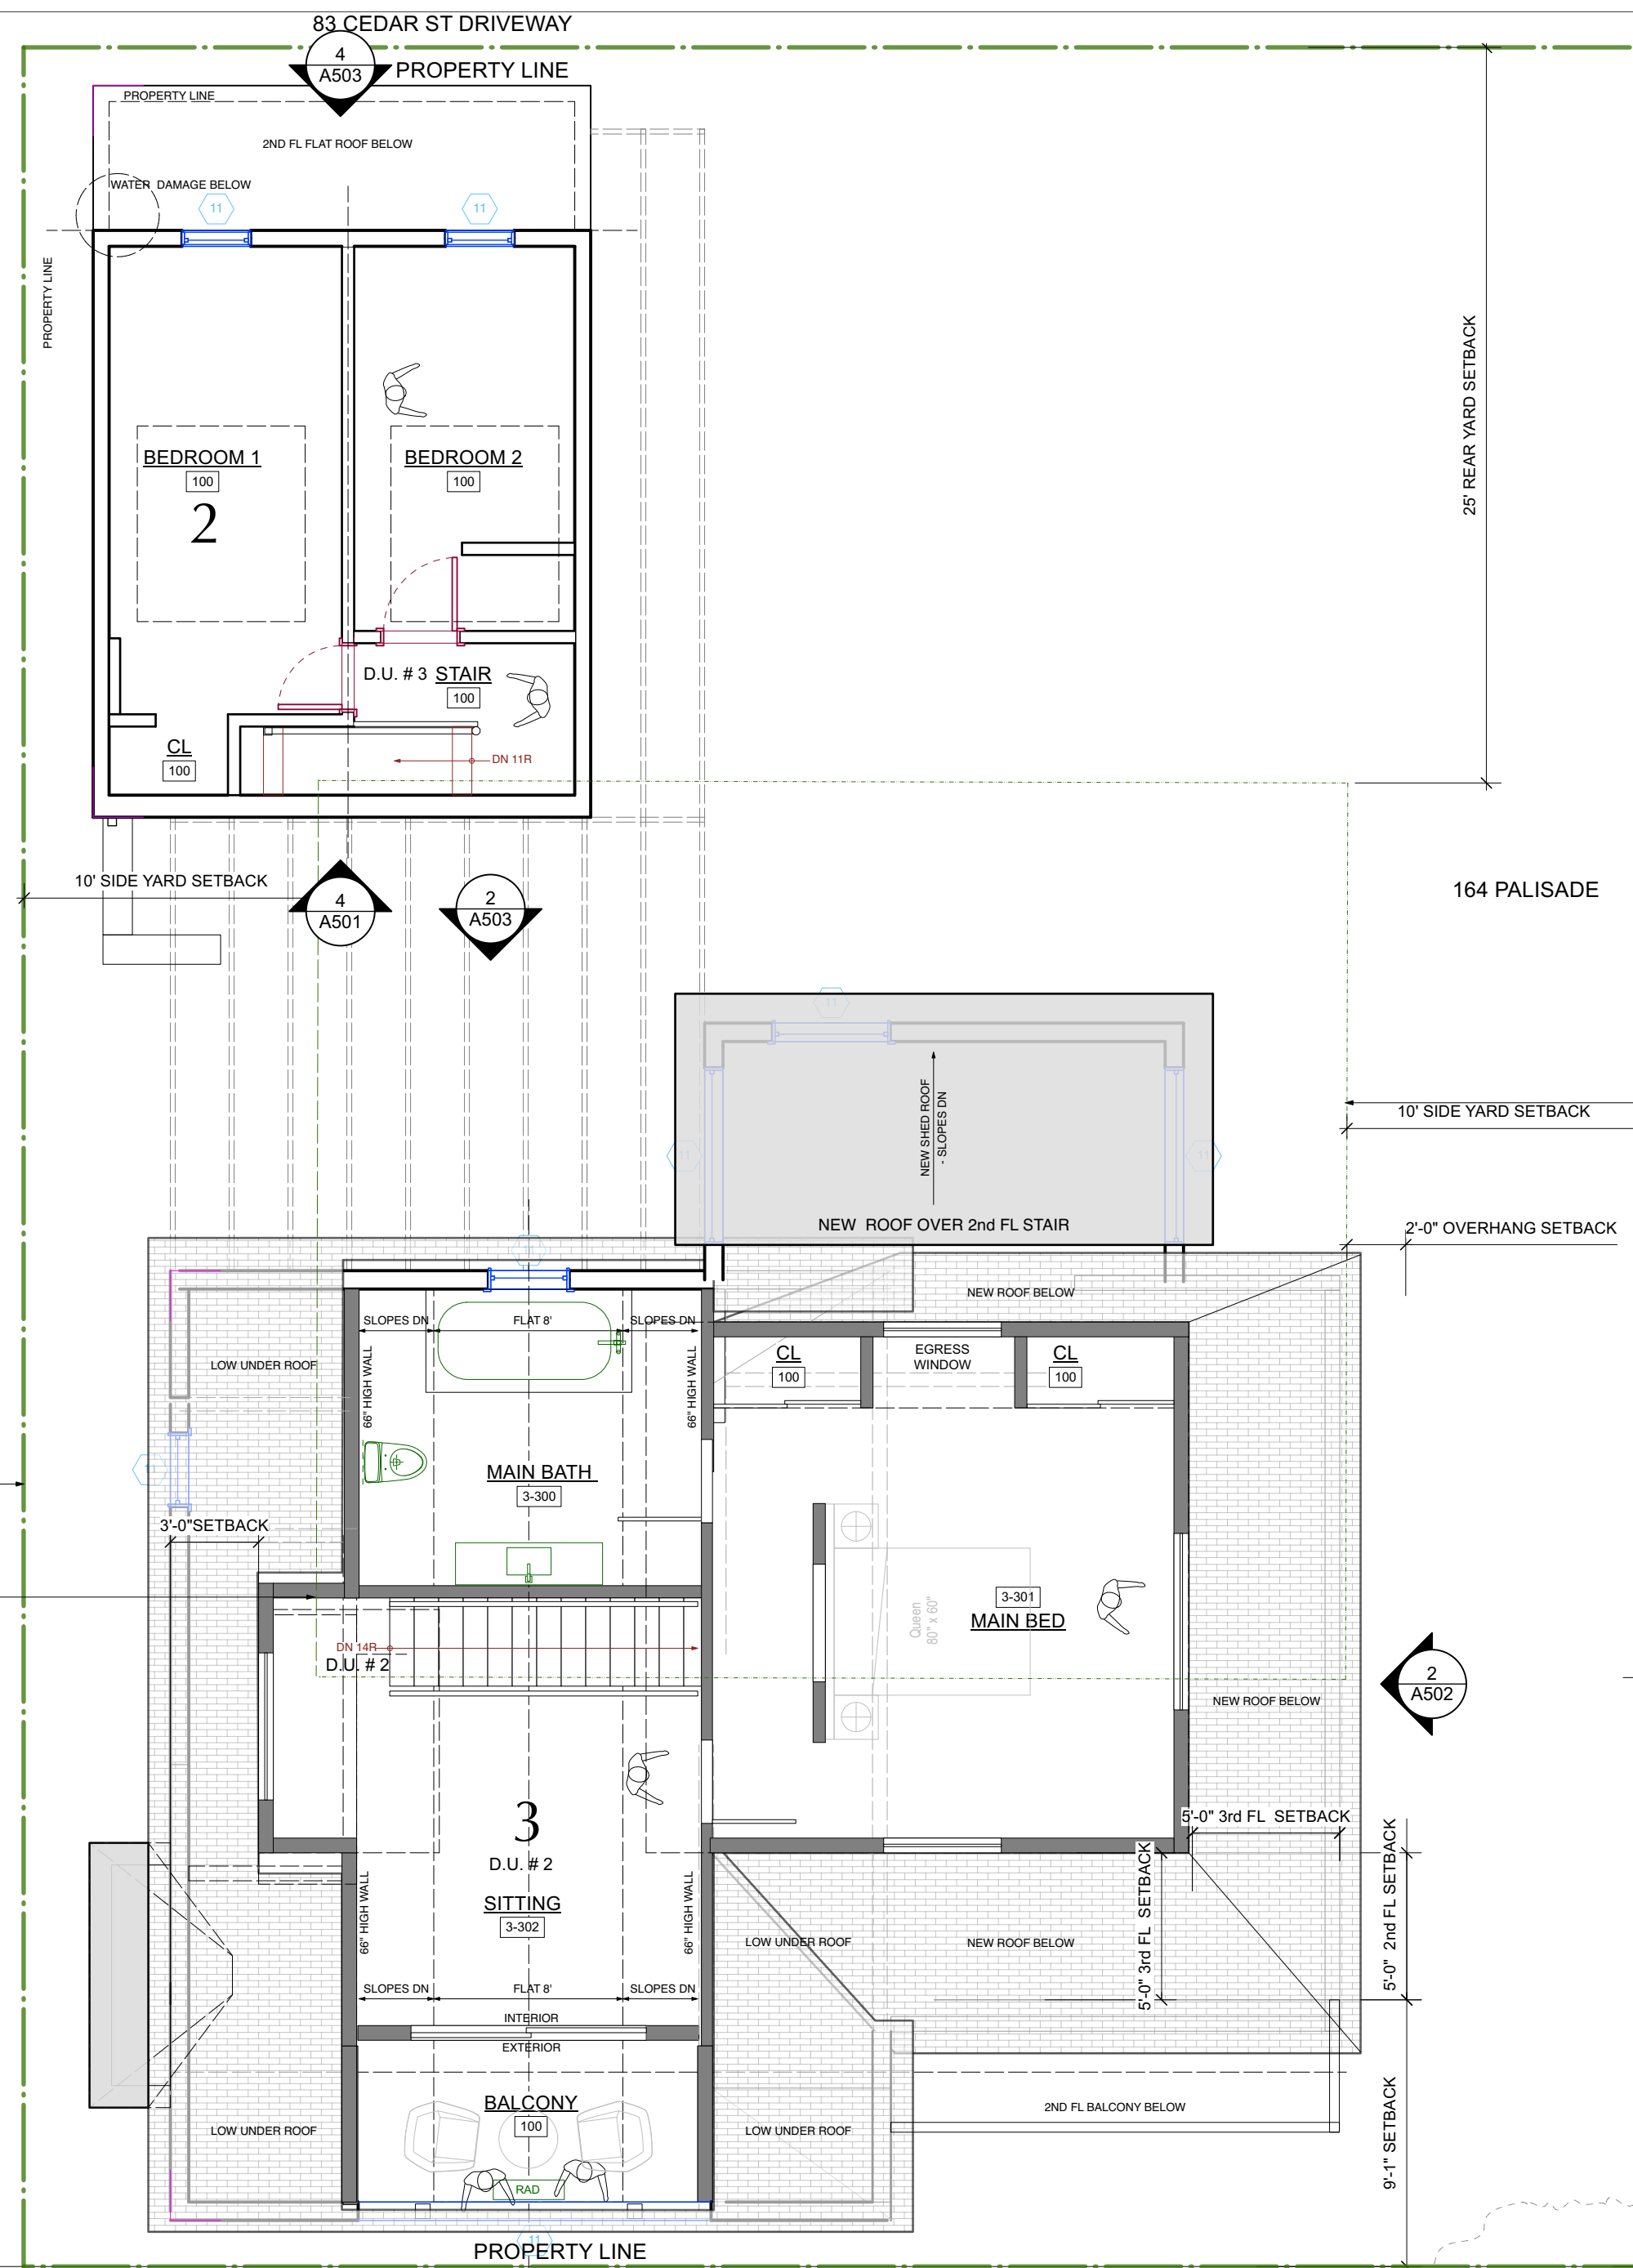 83 CEDAR ST DRIVEWAY
4
A503
PROPERTY LINE
PROPERTY LINE
2ND FL FLAT ROOF BELOW
WATER DAMAGE BELOW
11
11
PROPERTY LINE
25' REAR YARD SETBACK
BEDROOM 1
100
2
BEDROOM 2
100
D.U. # 3 STAIR
100
CL
100
DN 11R
10' SIDE YARD SETBACK
4
A501
2
A503
164 PALISADE
11
NEW SHED ROOF
- SLOPES DN
11
11
NEW ROOF OVER 2nd FL STAIR
10' SIDE YARD SETBACK
2'-0" OVERHANG SETBACK
NEW ROOF BELOW
SLOPES DN
FLAT 8'
SLOPES DN
LOW UNDER ROOF
66" HIGH WALL
66" HIGH WALL
CL
100
EGRESS
WINDOW
CL
100
MAIN BATH
3-300
11
3'-0"SETBACK
3-301
MAIN BED
Queen
80" x 60"
DN 14R
D.U. # 2
NEW ROOF BELOW
2
A502
3
D.U. # 2
SITTING
3-302
66" HIGH WALL
66" HIGH WALL
5'-0" 3rd FL SETBACK
5'-0" 3rd FL SETBACK
5'-0" 2nd FL SETBACK
LOW UNDER ROOF
NEW ROOF BELOW
SLOPES DN
FLAT 8'
SLOPES DN
INTERIOR
EXTERIOR
BALCONY
100
LOW UNDER ROOF
LOW UNDER ROOF
2ND FL BALCONY BELOW
9'-1" SETBACK
RAD
11
PROPERTY LINE